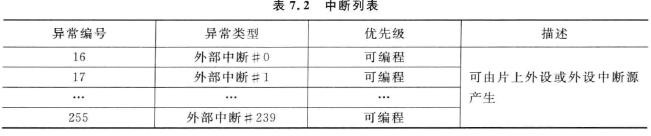 表 7.2 中断列表
异常编号 异常类型 优先级 描述
16 外部中断#0 可编程
17 外部中断#1 可编程
… … …
255 外部中断#239 可编程
可由片上外设或外设中断源
产生